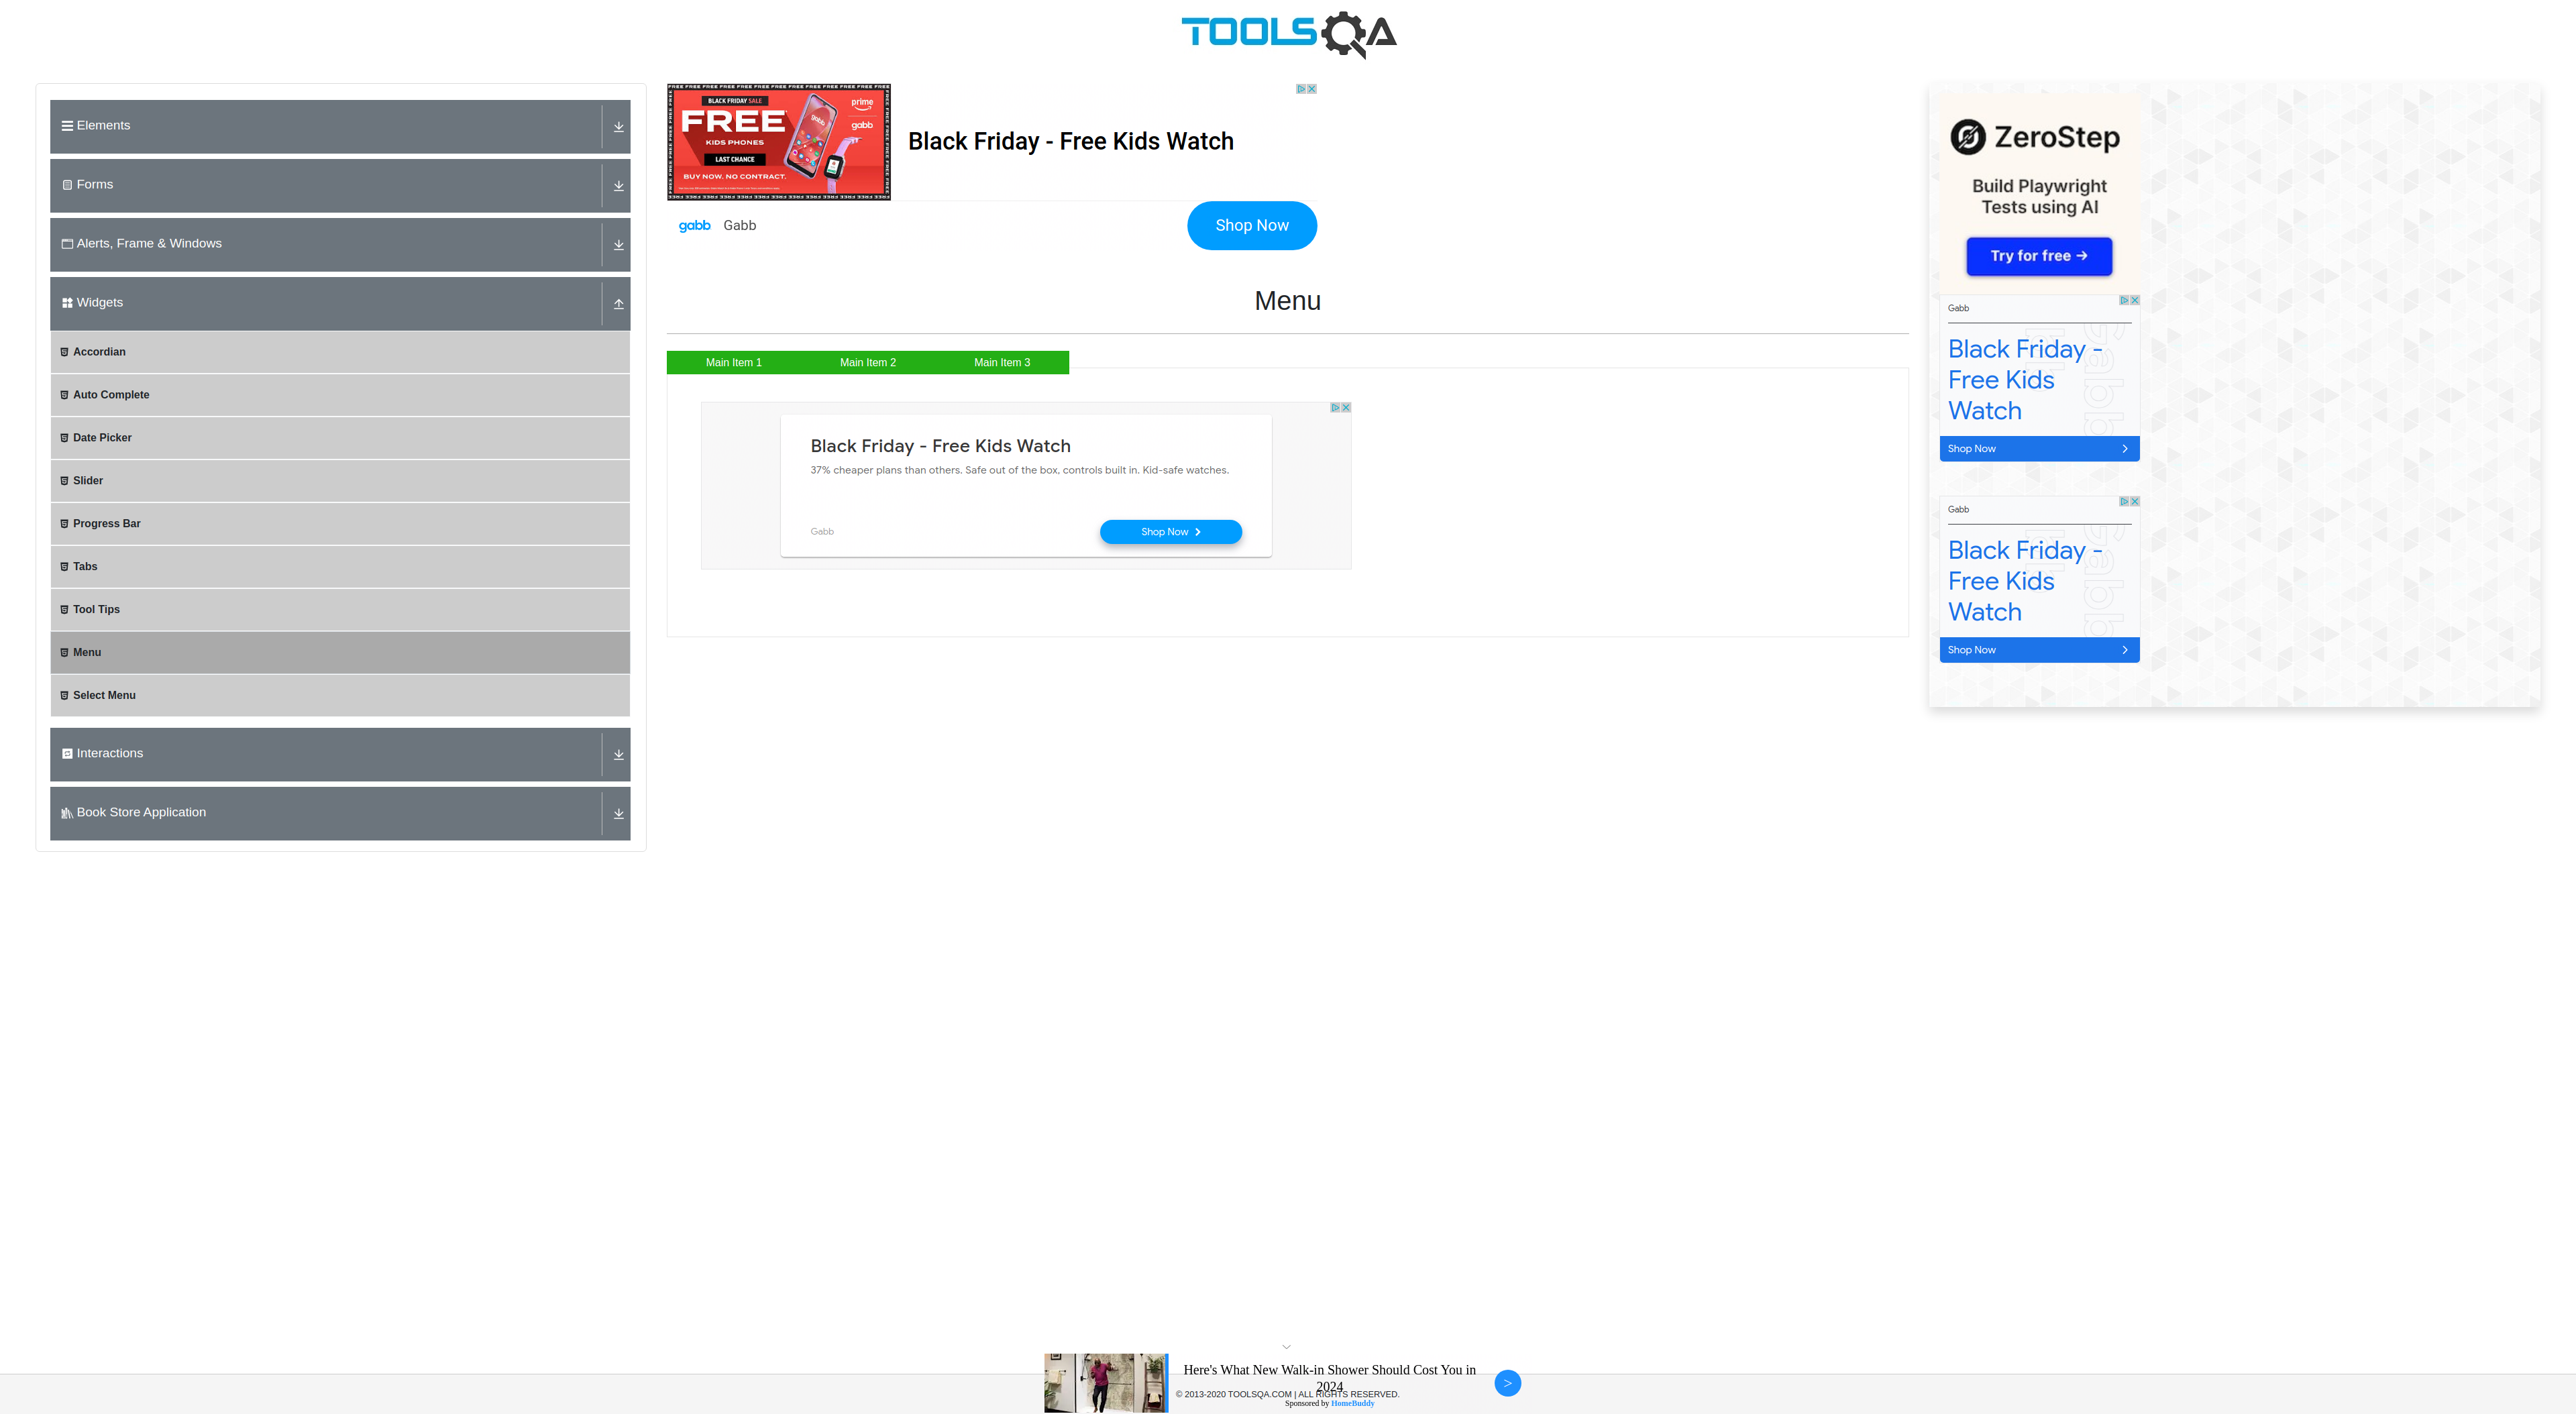 TOOLSQA
Elements
Forms
Alerts, Frame & Windows
Widgets
Accordian
Auto Complete
Date Picker
Slider
Progress Bar
Tabs
Tool Tips
Menu
Select Menu
Interactions
Book Store Application
BLACK FRIDAY SALE
FREE
KIDS PHONES
LAST CHANCE
BUY NOW. NO CONTRACT.
prime
gabb
Black Friday - Free Kids Watch
gabb
Gabb
Shop Now
Menu
Main Item 1
Main Item 2
Main Item 3
Black Friday - Free Kids Watch
37% cheaper plans than others. Safe out of the box, controls built in. Kid-safe watches.
Gabb
Shop Now
ZeroStep
Build Playwright
Tests using AI
Try for free →
Gabb
Black Friday -
Free Kids
Watch
Shop Now
Gabb
Black Friday -
Free Kids
Watch
Shop Now
Here's What New Walk-in Shower Should Cost You in
2024
© 2013-2020 TOOLSQA.COM | ALL RIGHTS RESERVED.
Sponsored by HomeBuddy